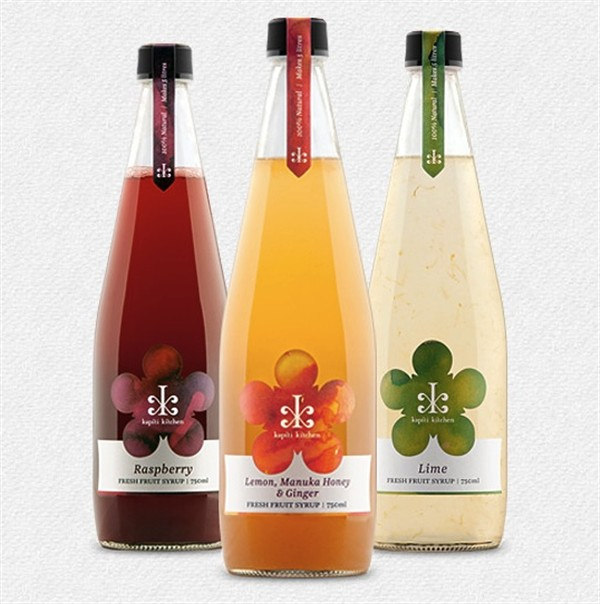 100% Natural | Makes 5 litres
kapiti kitchen
Raspberry
FRESH FRUIT SYRUP | 750ml
100% Natural | Makes 5 litres
kapiti kitchen
Lemon, Manuka Honey
& Ginger
FRESH FRUIT SYRUP | 750ml
100% Natural | Makes 5 litres
kapiti kitchen
Lime
FRESH FRUIT SYRUP | 750ml